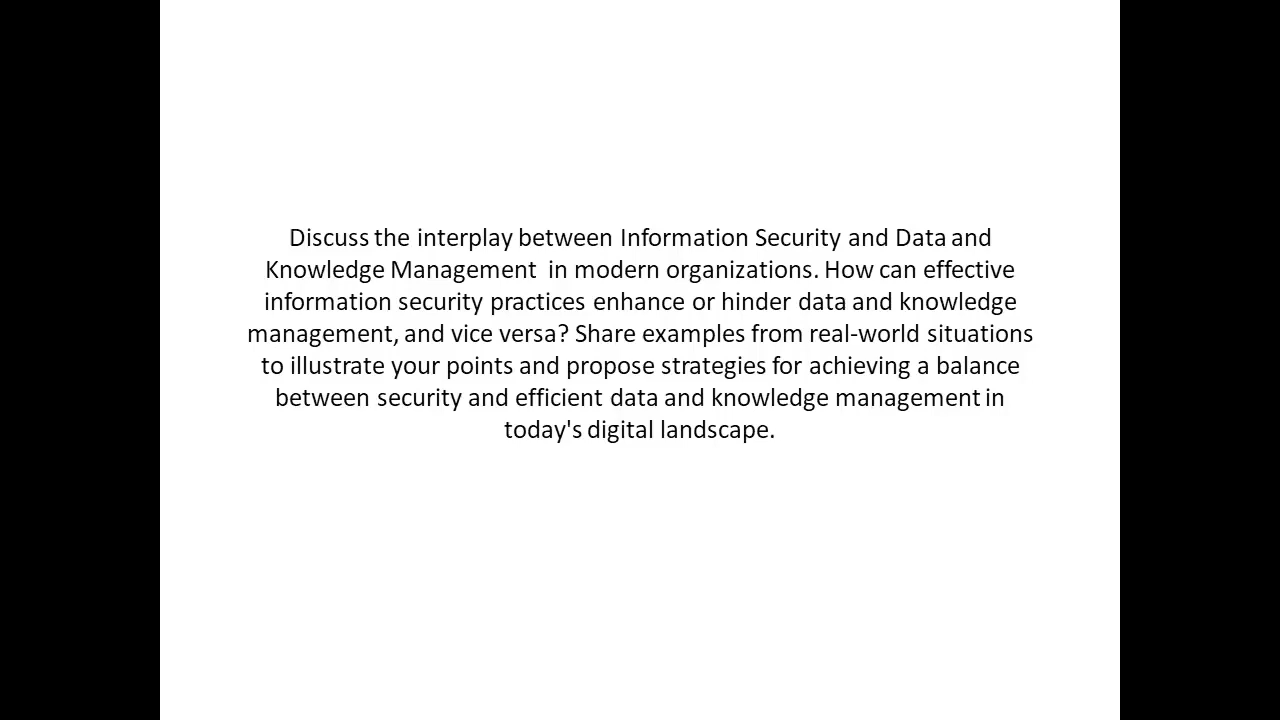 Discuss the interplay between Information Security and Data and
Knowledge Management  in modern organizations. How can effective
information security practices enhance or hinder data and knowledge
management, and vice versa? Share examples from real-world situations
to illustrate your points and propose strategies for achieving a balance
between security and efficient data and knowledge management in
today's digital landscape.